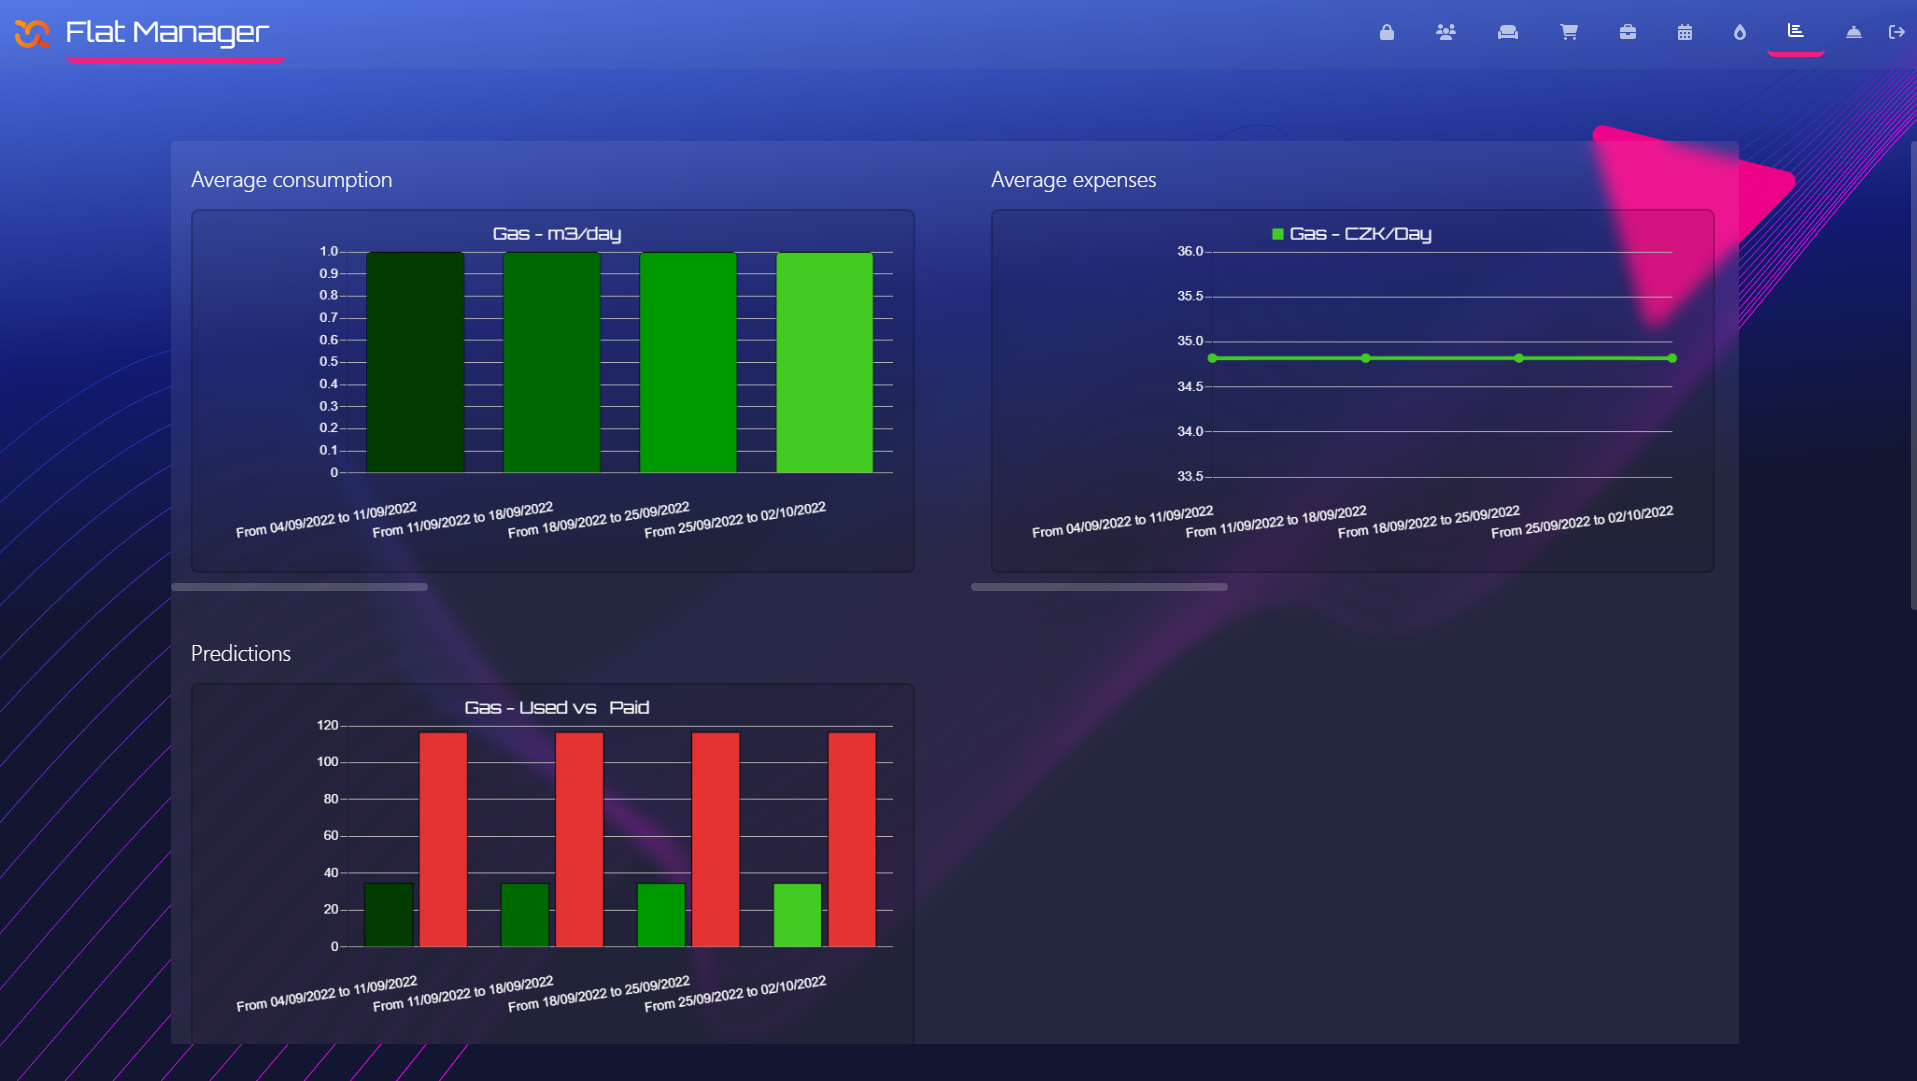 Flat Manager
Average consumption
Gas - m3/day
1.0
0.9
0.8
0.7
0.6
0.5
0.4
0.3
0.2
0.1
0
From 04/09/2022 to 11/09/2022
From 11/09/2022 to 18/09/2022
From 18/09/2022 to 25/09/2022
From 25/09/2022 to 02/10/2022
Average expenses
Gas - CZK/Day
36.0
35.5
35.0
34.5
34.0
33.5
From 04/09/2022 to 11/09/2022
From 11/09/2022 to 18/09/2022
From 18/09/2022 to 25/09/2022
From 25/09/2022 to 02/10/2022
Predictions
Gas - Used vs Paid
120
100
80
60
40
20
0
From 04/09/2022 to 11/09/2022
From 11/09/2022 to 18/09/2022
From 18/09/2022 to 25/09/2022
From 25/09/2022 to 02/10/2022